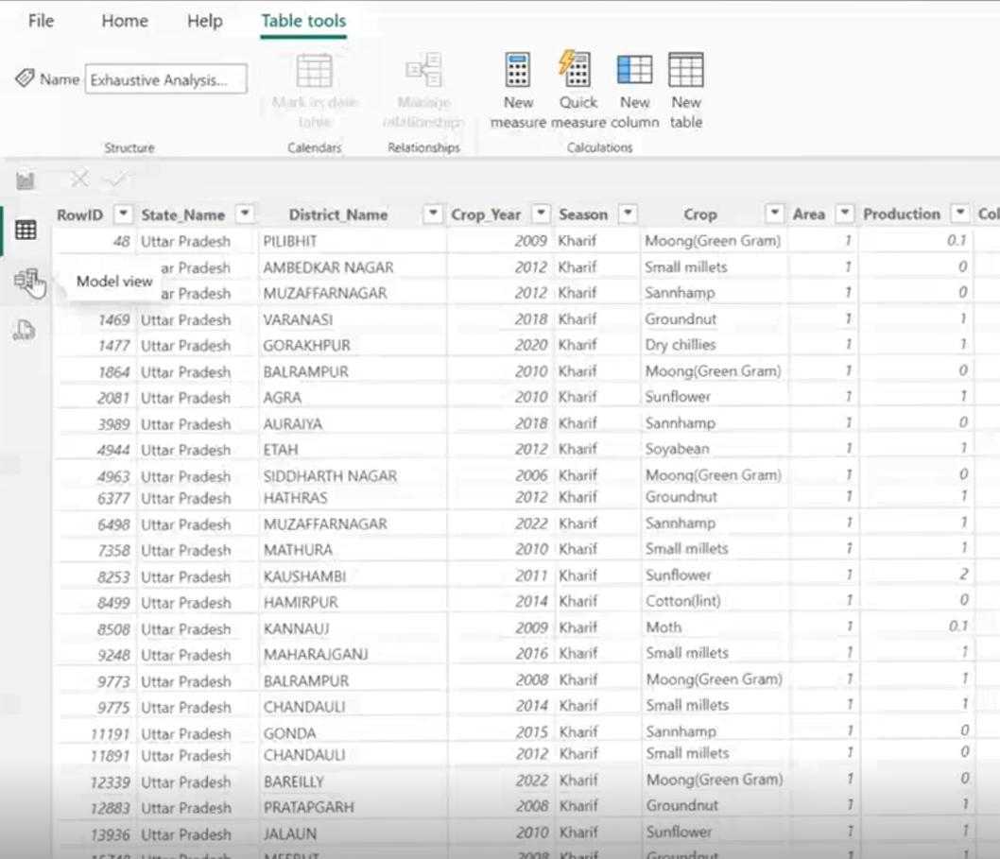 File Home Help Table tools
Name Exhaustive Analysis...
Mark as date table
Manage relationships
New measure
Quick measure
New column
New table
Structure Calendars Relationships Calculations
RowID State_Name District_Name Crop_Year Season Crop Area Production Col
48 Uttar Pradesh PILIBHIT 2009 Kharif Moong(Green Gram) 1 0.1
Model view
ar Pradesh AMBEDKAR NAGAR 2012 Kharif Small millets 1 0
ar Pradesh MUZAFFARNAGAR 2012 Kharif Sannhamp 1 0
1469 Uttar Pradesh VARANASI 2018 Kharif Groundnut 1 1
1477 Uttar Pradesh GORAKHPUR 2020 Kharif Dry chillies 1 1
1864 Uttar Pradesh BALRAMPUR 2010 Kharif Moong(Green Gram) 1 0
2081 Uttar Pradesh AGRA 2010 Kharif Sunflower 1 1
3989 Uttar Pradesh AURAIYA 2018 Kharif Sannhamp 1 0
4944 Uttar Pradesh ETAH 2012 Kharif Soyabean 1 1
4963 Uttar Pradesh SIDDHARTH NAGAR 2006 Kharif Moong(Green Gram) 1 0
6377 Uttar Pradesh HATHRAS 2012 Kharif Groundnut 1 1
6498 Uttar Pradesh MUZAFFARNAGAR 2022 Kharif Sannhamp 1 1
7358 Uttar Pradesh MATHURA 2010 Kharif Small millets 1 1
8253 Uttar Pradesh KAUSHAMBI 2011 Kharif Sunflower 1 2
8499 Uttar Pradesh HAMIRPUR 2014 Kharif Cotton(lint) 1 0
8508 Uttar Pradesh KANNAUJ 2009 Kharif Moth 1 0.1
9248 Uttar Pradesh MAHARAJGANJ 2016 Kharif Small millets 1 1
9773 Uttar Pradesh BALRAMPUR 2008 Kharif Moong(Green Gram) 1 1
9775 Uttar Pradesh CHANDAULI 2014 Kharif Small millets 1 1
11191 Uttar Pradesh GONDA 2015 Kharif Sannhamp 1 0
11891 Uttar Pradesh CHANDAULI 2012 Kharif Small millets 1 0
12339 Uttar Pradesh BAREILLY 2022 Kharif Moong(Green Gram) 1 0
12883 Uttar Pradesh PRATAPGARH 2008 Kharif Groundnut 1 1
13936 Uttar Pradesh JALAUN 2010 Kharif Sunflower 1 1
Uttar Pradesh MEERUT 2008 Kharif Groundnut 1 1